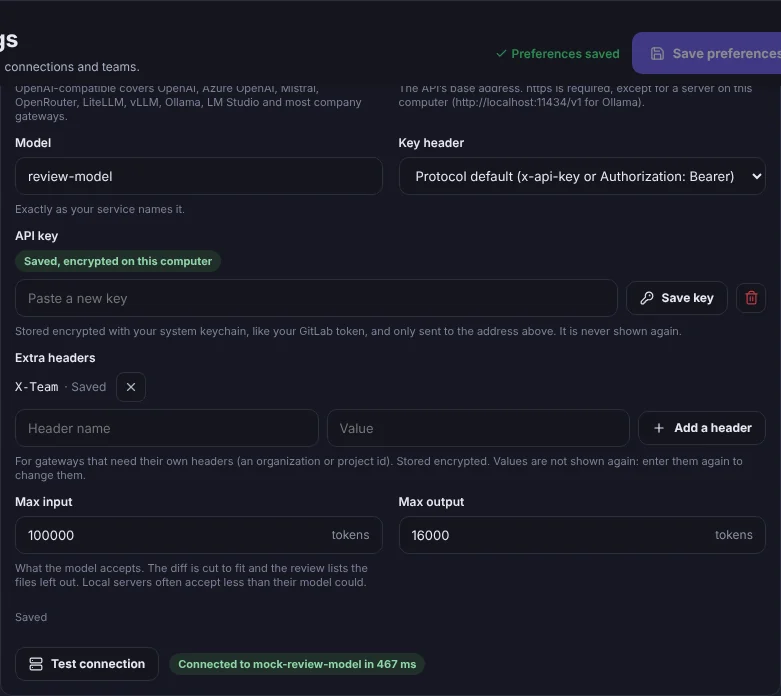 gs
connections and teams.
Preferences saved
Save preferences
OpenAI-compatible covers OpenAI, Azure OpenAI, Mistral,
OpenRouter, LiteLLM, vLLM, Ollama, LM Studio and most company
gateways.
The API's base address. https is required, except for a server on this
computer (http://localhost:11434/v1 for Ollama).
Model
Key header
review-model
Protocol default (x-api-key or Authorization: Bearer)
Exactly as your service names it.
API key
Saved, encrypted on this computer
Paste a new key
Save key
Stored encrypted with your system keychain, like your GitLab token, and only sent to the address above. It is never shown again.
Extra headers
X-Team · Saved
Header name
Value
Add a header
For gateways that need their own headers (an organization or project id). Stored encrypted. Values are not shown again: enter them again to
change them.
Max input
Max output
100000 tokens
16000 tokens
What the model accepts. The diff is cut to fit and the review lists the
files left out. Local servers often accept less than their model could.
Saved
Test connection
Connected to mock-review-model in 467 ms